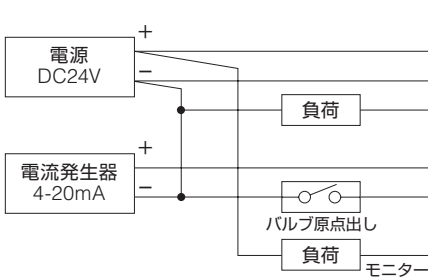 +
電源
DC24V
−
負荷
+
電流発生器
4-20mA
−
バルブ原点出し
負荷
モニター